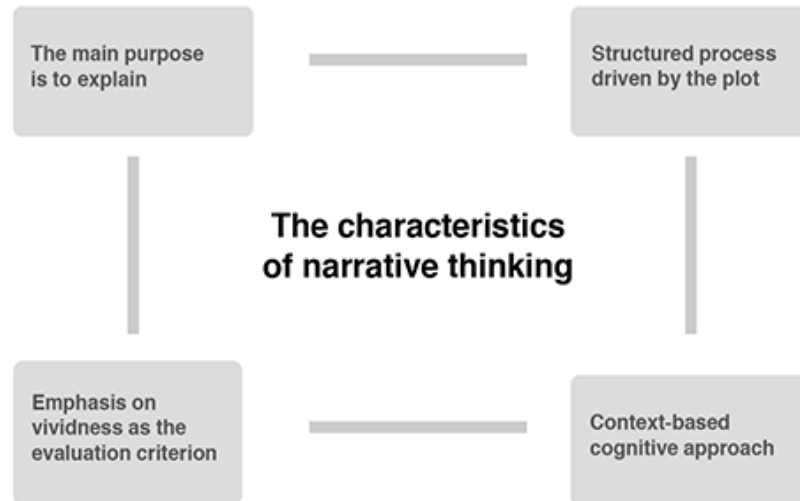 The main purpose
is to explain
Structured process
driven by the plot
The characteristics
of narrative thinking
Emphasis on
vividness as the
evaluation criterion
Context-based
cognitive approach